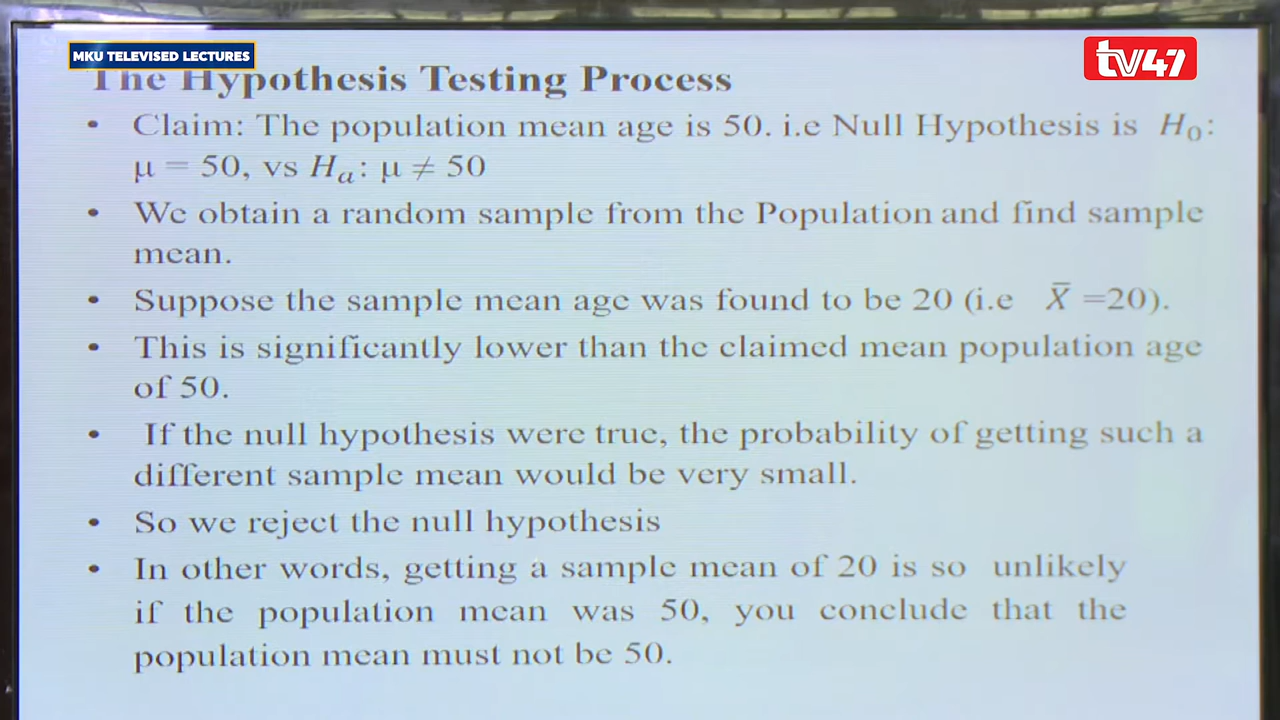 MKU TELEVISED LECTURES
tv47
The Hypothesis Testing Process
• Claim: The population mean age is 50. i.e Null Hypothesis is H₀:
μ = 50, vs Hₐ: μ ≠ 50
• We obtain a random sample from the Population and find sample
mean.
• Suppose the sample mean age was found to be 20 (i.e X̄ =20).
• This is significantly lower than the claimed mean population age
of 50.
• If the null hypothesis were true, the probability of getting such a
different sample mean would be very small.
• So we reject the null hypothesis
• In other words, getting a sample mean of 20 is so unlikely
if the population mean was 50, you conclude that the
population mean must not be 50.